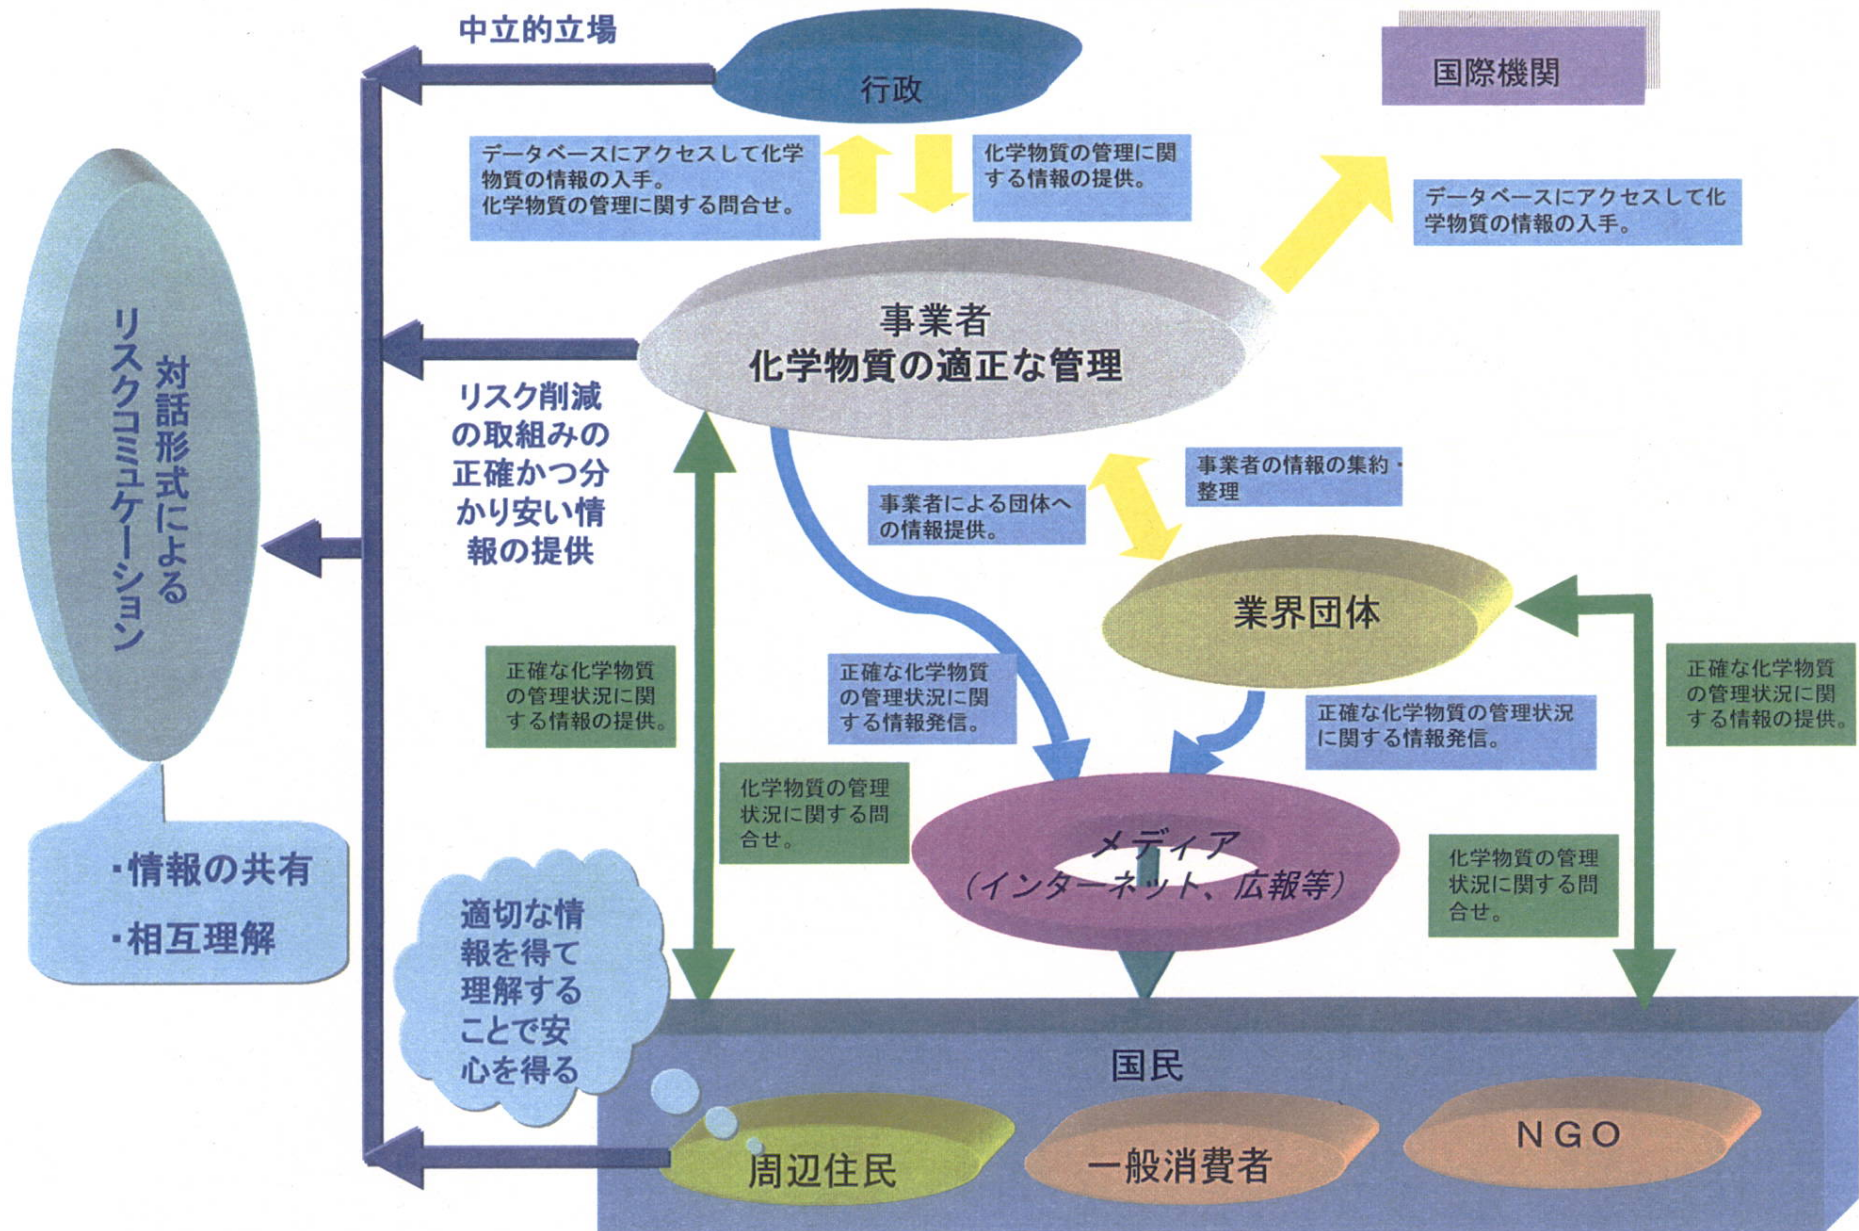 中立的立場
行政
国際機関
データベースにアクセスして化学
物質の情報の入手。
化学物質の管理に関する問合せ。
化学物質の管理に関
する情報の提供。
データベースにアクセスして化
学物質の情報の入手。
事業者
化学物質の適正な管理
対話形式による
リスクコミュケーション
リスク削減
の取組みの
正確かつ分
かり安い情
報の提供
事業者の情報の集約・
整理
事業者による団体へ
の情報提供。
業界団体
正確な化学物質
の管理状況に関
する情報の提供。
正確な化学物質
の管理状況に関
する情報発信。
正確な化学物質の管理状況
に関する情報発信。
正確な化学物質
の管理状況に関
する情報の提供。
化学物質の管理
状況に関する問
合せ。
メディア
(インターネット、広報等)
化学物質の管理
状況に関する問
合せ。
・情報の共有
・相互理解
適切な情
報を得て
理解する
ことで安
心を得る
国民
周辺住民
一般消費者
NGO